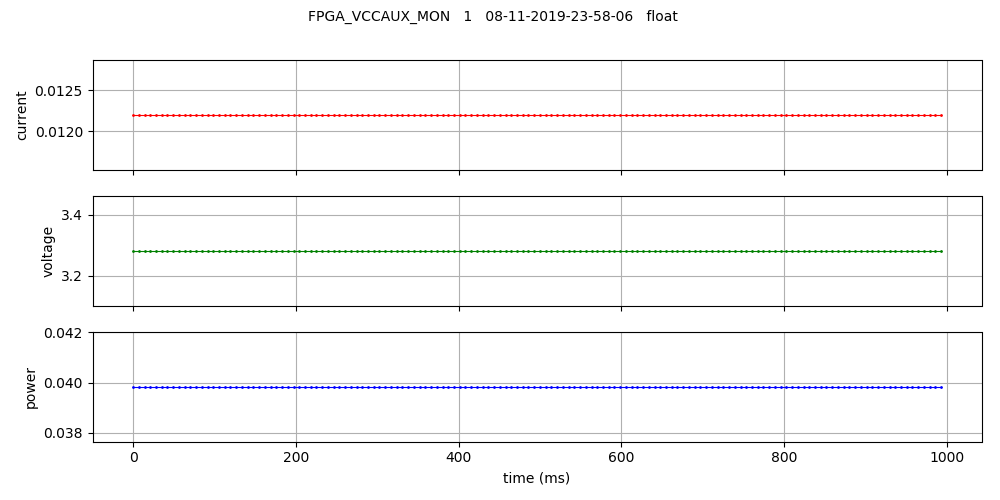 FPGA_VCCAUX_MON 1 08-11-2019-23-58-06 float
current
0.0125
0.0120
voltage
3.4
3.2
power
0.042
0.040
0.038
0 200 400 600 800 1000
time (ms)